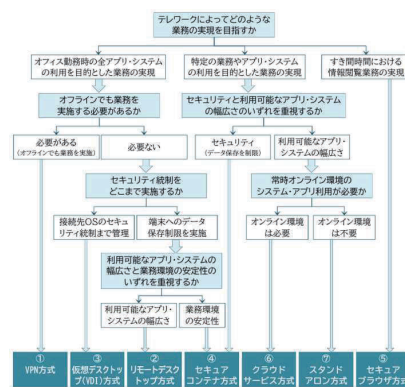 テレワークによってどのような
業務の実現を目指すか
オフィス勤務時の全アプリ・システム
の利用を目的とした業務の実現
特定の業務やアプリ・システム
の利用を目的とした業務の実現
すき間時間における
情報閲覧業務の実現
オフラインでも業務を
実施する必要があるか
セキュリティと利用可能なアプリ・システム
の幅広さのいずれを重視するか
必要がある
(オフラインでも業務を実施)
必要ない
セキュリティ
(データ保存を制限)
利用可能なアプリ・
システムの幅広さ
セキュリティ統制を
どこまで実施するか
常時オンライン環境の
システム・アプリ利用が必要か
接続先OSのセキュ
リティ統制まで管理
端末へのデータ
保存制限を実施
オンライン環境
は必要
オンライン環境
は不要
利用可能なアプリ・システムの
幅広さと業務環境の安定性の
いずれを重視するか
利用可能なアプリ・
システムの幅広さ
業務環境
の安定性
①
VPN方式
③
仮想デスクトッ
プ(VDI)方式
②
リモートデスク
トップ方式
④
セキュア
コンテナ方式
⑥
クラウド
サービス方式
⑦
スタンド
アロン方式
⑤
セキュア
ブラウザ方式